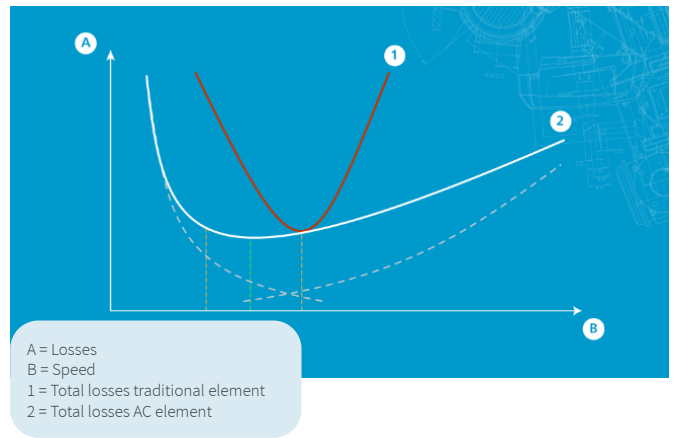 A
1
2
B
A = Losses
B = Speed
1 = Total losses traditional element
2 = Total losses AC element